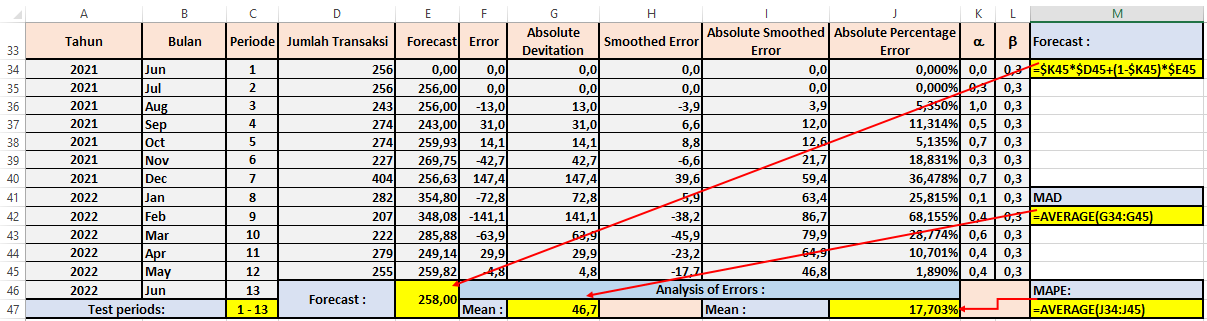 A B C D E F G H I J K L M
33 Tahun Bulan Periode Jumlah Transaksi Forecast Error Absolute Devitation Smoothed Error Absolute Smoothed Error Absolute Percentage Error α β Forecast :
34 2021 Jun 1 256 0,00 0,0 0,0 0,0 0,0 0,000% 0,0 0,3 =$K45*$D45+(1-$K45)*$E45
35 2021 Jul 2 256 256,00 0,0 0,0 0,0 0,0 0,000% 0,3 0,3
36 2021 Aug 3 243 256,00 -13,0 13,0 -3,9 3,9 5,350% 1,0 0,3
37 2021 Sep 4 274 243,00 31,0 31,0 6,6 12,0 11,314% 0,5 0,3
38 2021 Oct 5 274 259,93 14,1 14,1 8,8 12,6 5,135% 0,7 0,3
39 2021 Nov 6 227 269,75 -42,7 42,7 -6,6 21,7 18,831% 0,3 0,3
40 2021 Dec 7 404 256,63 147,4 147,4 39,6 59,4 36,478% 0,7 0,3
41 2022 Jan 8 282 354,80 -72,8 72,8 5,9 63,4 25,815% 0,1 0,3 MAD
42 2022 Feb 9 207 348,08 -141,1 141,1 -38,2 86,7 68,155% 0,4 0,3 =AVERAGE(G34:G45)
43 2022 Mar 10 222 285,88 -63,9 63,9 -45,9 79,9 28,774% 0,6 0,3
44 2022 Apr 11 279 249,14 29,9 29,9 -23,2 64,9 10,701% 0,4 0,3
45 2022 May 12 255 259,82 -4,8 4,8 -17,7 46,8 1,890% 0,4 0,3
46 2022 Jun 13 Forecast : 258,00 Analysis of Errors : MAPE:
47 Test periods: 1 - 13 Mean : 46,7 Mean : 17,703% =AVERAGE(J34:J45)